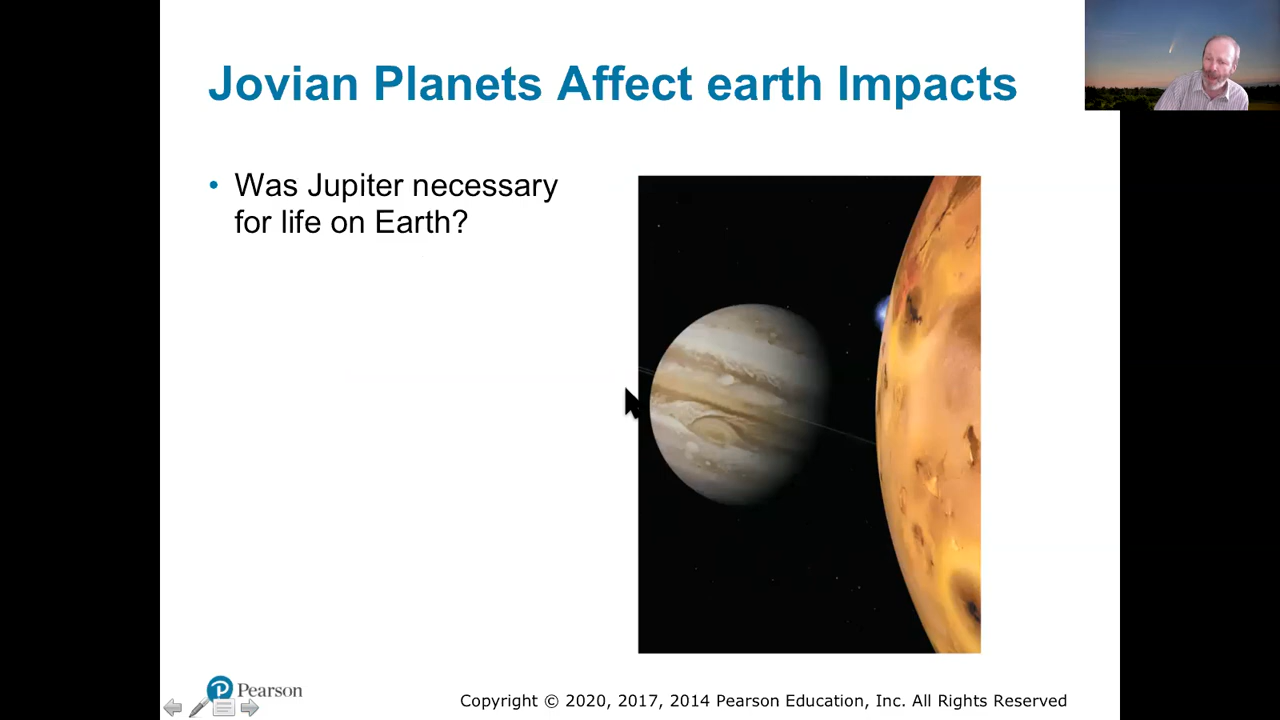 Jovian Planets Affect earth Impacts
• Was Jupiter necessary
for life on Earth?
Pearson
Copyright © 2020, 2017, 2014 Pearson Education, Inc. All Rights Reserved